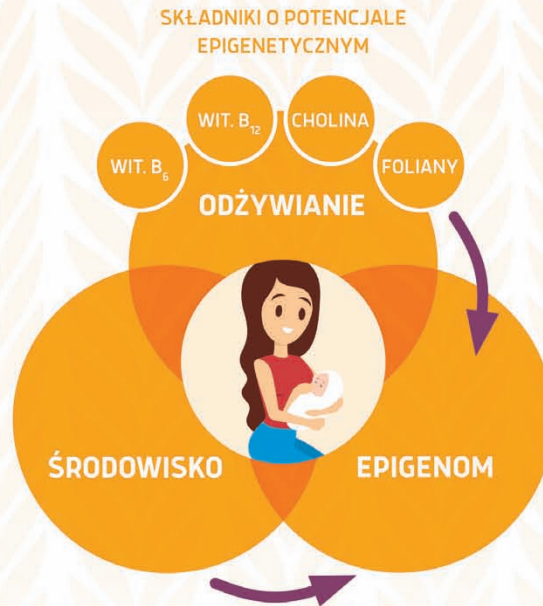 SKŁADNIKI O POTENCJALE
EPIGENETYCZNYM
WIT. B₆
WIT. B₁₂
CHOLINA
FOLIANY
ODŻYWIANIE
ŚRODOWISKO
EPIGENOM